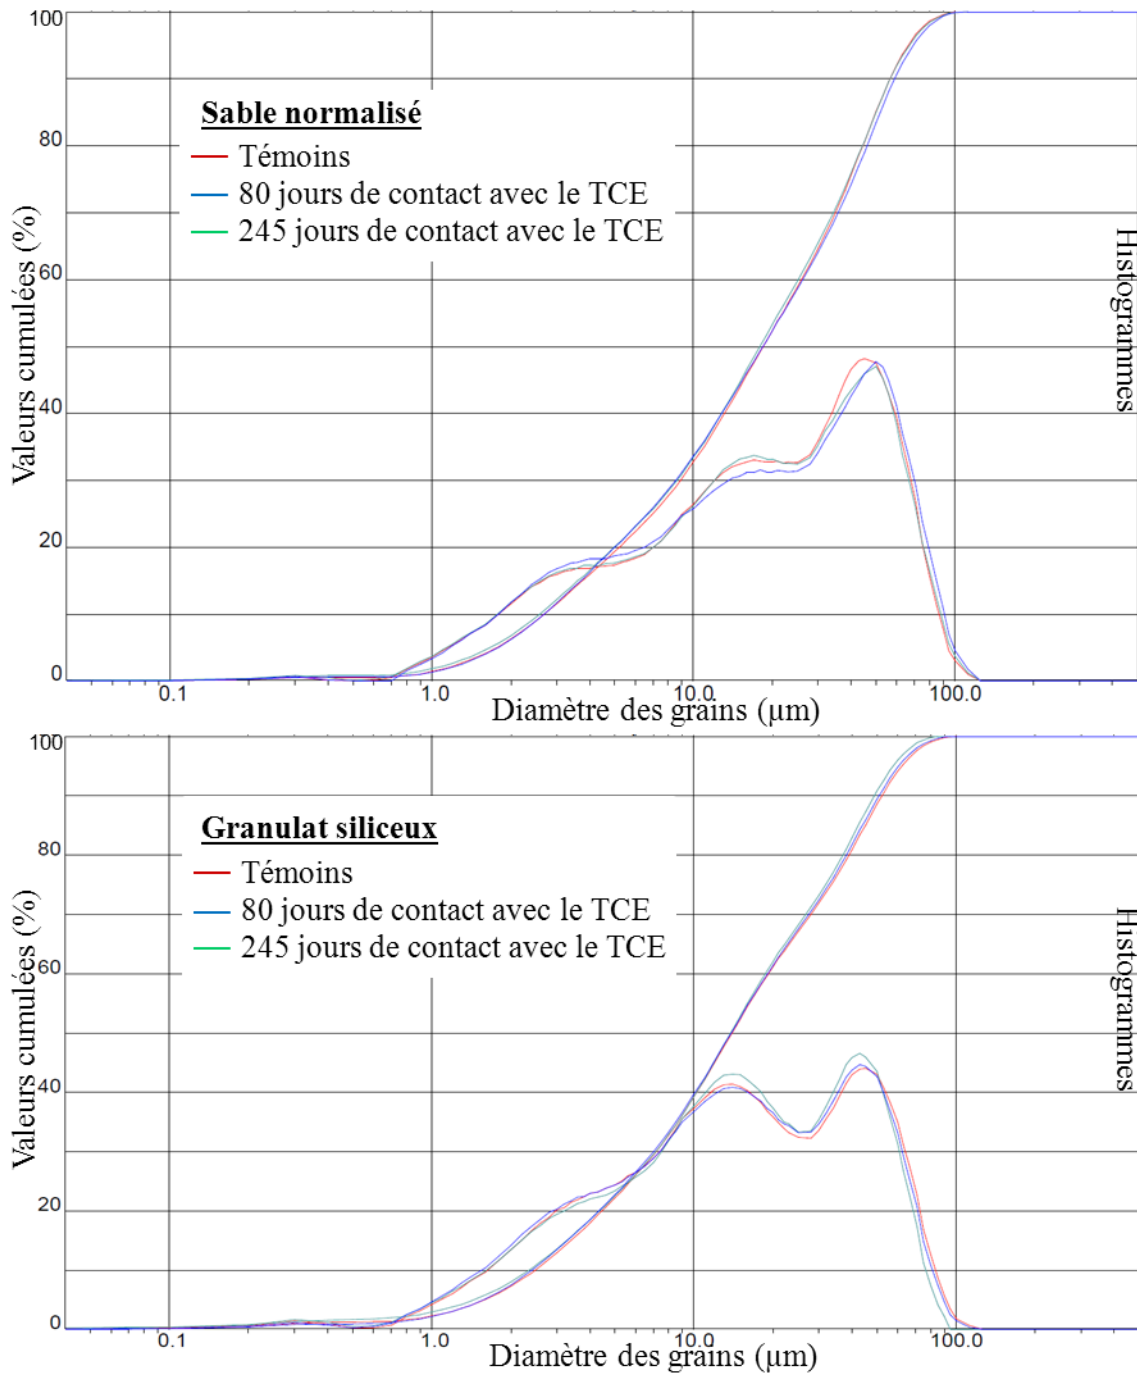 100
80
60
40
20
0
Valeurs cumulées (%)
Sable normalisé
Témoins
80 jours de contact avec le TCE
245 jours de contact avec le TCE
Histogrammes
0.1
1.0
10.0
100.0
Diamètre des grains (µm)
100
80
60
40
20
0
Valeurs cumulées (%)
Granulat siliceux
Témoins
80 jours de contact avec le TCE
245 jours de contact avec le TCE
Histogrammes
0.1
1.0
10.0
100.0
Diamètre des grains (µm)